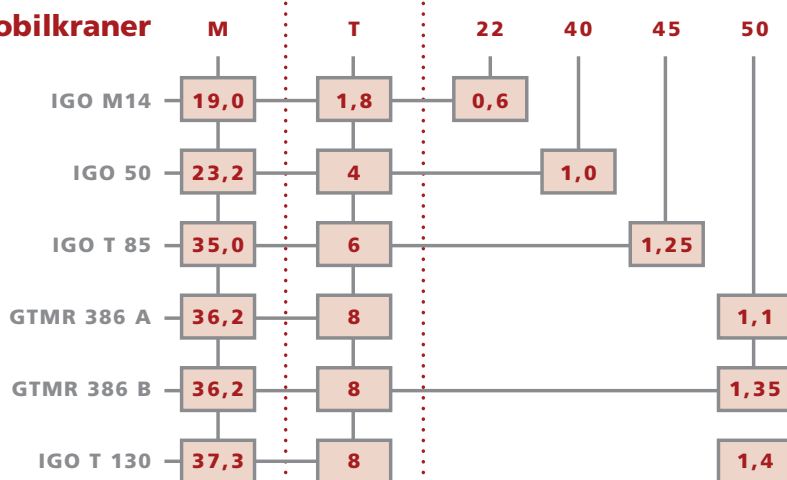 obilkraner M T 22 40 45 50
IGO M14 19,0 1,8 0,6
IGO 50 23,2 4 1,0
IGO T 85 35,0 6 1,25
GTMR 386 A 36,2 8 1,1
GTMR 386 B 36,2 8 1,35
IGO T 130 37,3 8 1,4